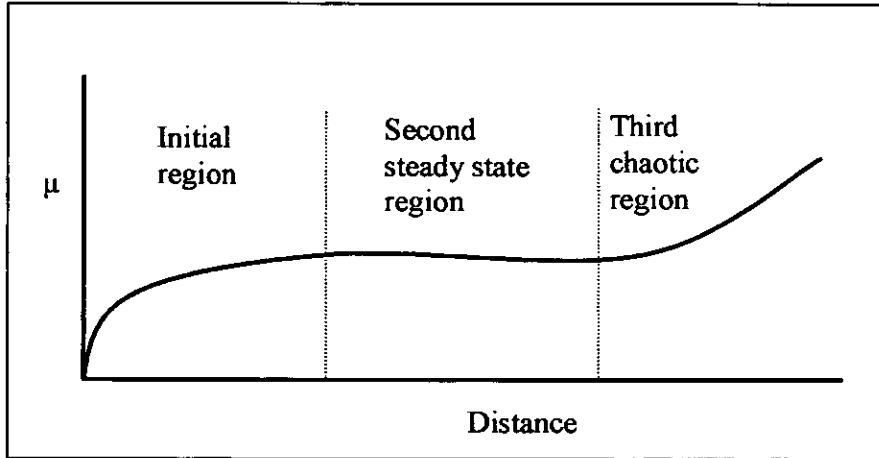 Initial
region
Second
steady state
region
Third
chaotic
region
μ
Distance